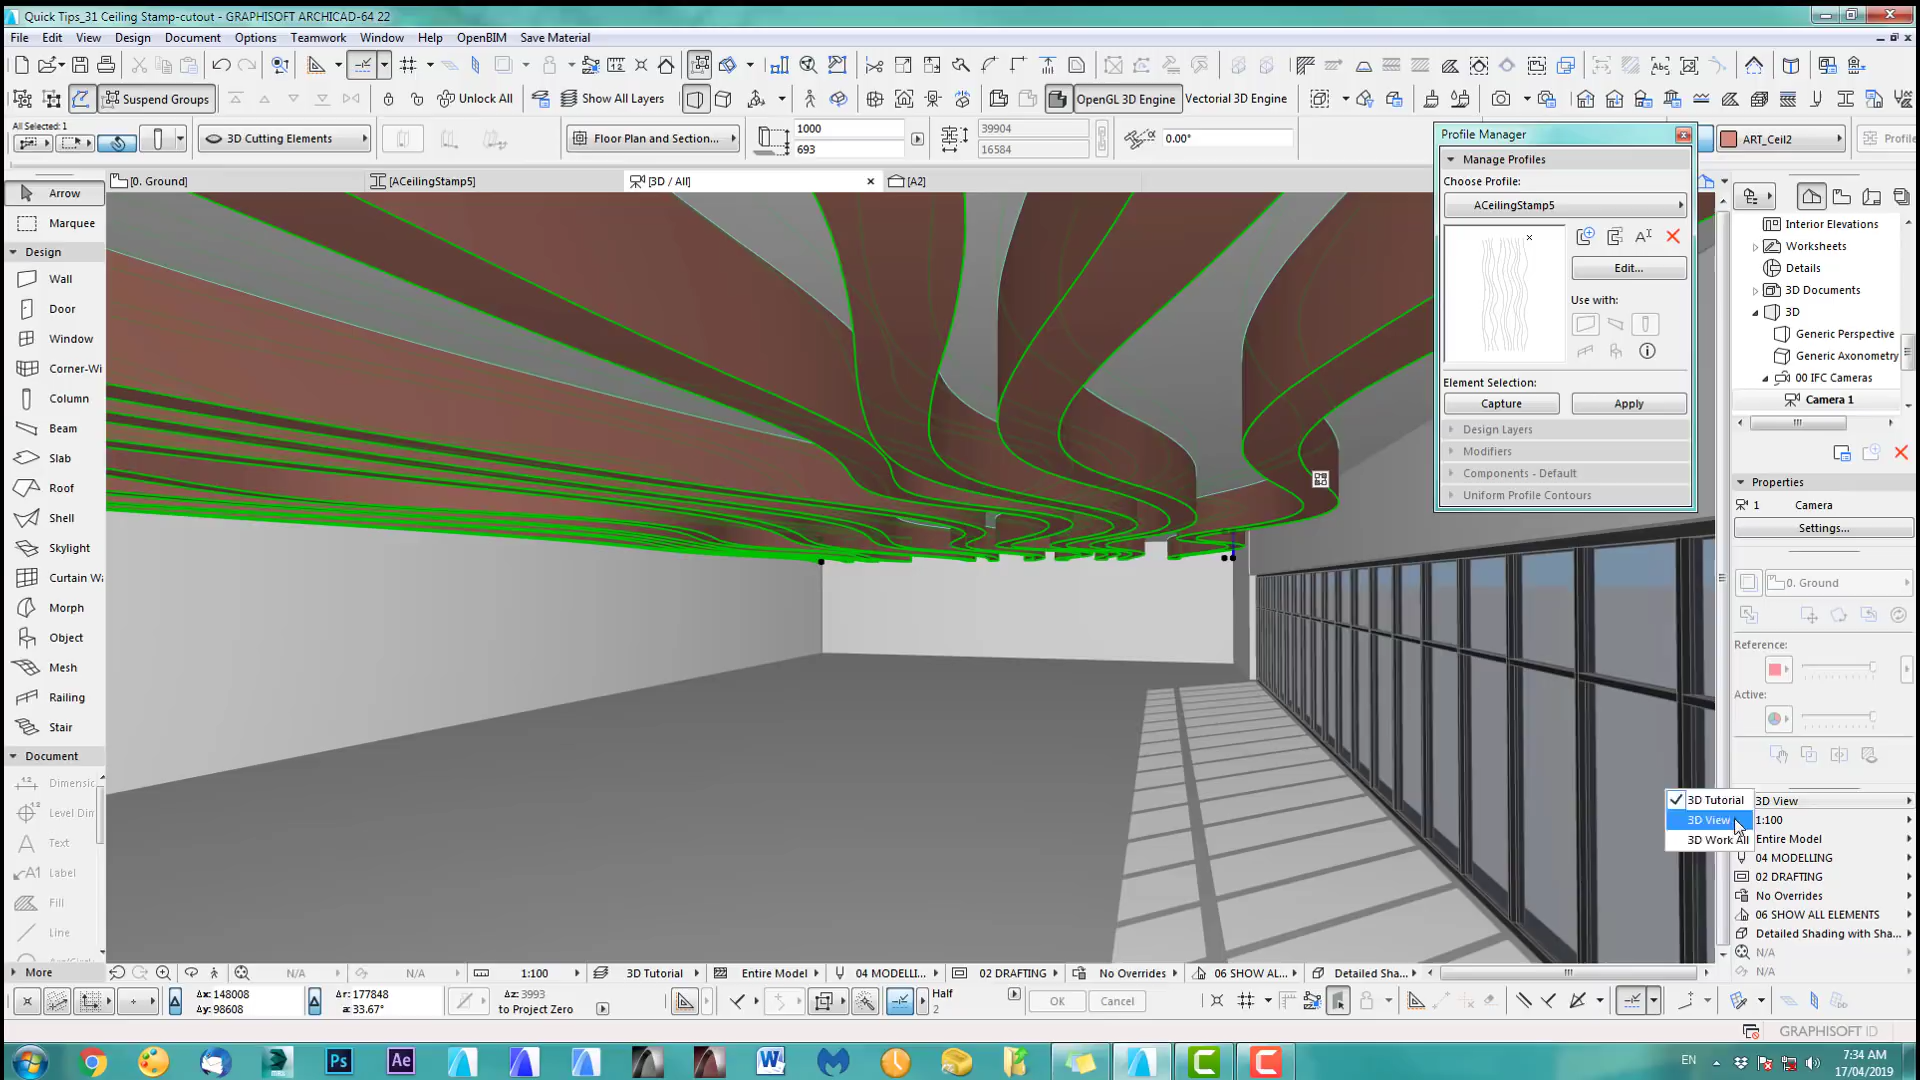 Quick Tips_31 Ceiling Stamp-cutout - GRAPHISOFT ARCHICAD-64 22
File Edit View Design Document Options Teamwork Window Help OpenBIM Save Material
Suspend Groups Unlock All Show All Layers OpenGL 3D Engine Vectorial 3D Engine
All Selected: 1
3D Cutting Elements Floor Plan and Section... 1000 693 39904 16584 0.00° ART_Ceil2 Profile
[0. Ground] [ACeilingStamp5] [3D / All] [A2]
Profile Manager
Manage Profiles
Choose Profile:
ACeilingStamp5
Edit...
Use with:
Element Selection:
Capture Apply
Design Layers
Modifiers
Components - Default
Uniform Profile Contours
Arrow
Marquee
Design
Wall
Door
Window
Corner-Wi
Column
Beam
Slab
Roof
Shell
Skylight
Curtain Wa
Morph
Object
Mesh
Railing
Stair
Document
Dimensic
Level Dim
Text
Label
Fill
Line
More
Interior Elevations
Worksheets
Details
3D Documents
3D
Generic Perspective
Generic Axonometry
00 IFC Cameras
Camera 1
Properties
1 Camera
Settings...
0. Ground
Reference:
Active:
3D Tutorial
3D View
3D Work All
3D View
1:100
Entire Model
04 MODELLING
02 DRAFTING
No Overrides
06 SHOW ALL ELEMENTS
Detailed Shading with Sha...
N/A
N/A
N/A N/A 1:100 3D Tutorial Entire Model 04 MODELLI... 02 DRAFTING No Overrides 06 SHOW AL... Detailed Sha...
Δx: 148008 Δr: 177848 Δz: 3993 Half OK Cancel
Δy: 98608 a: 33.67° to Project Zero 2
GRAPHISOFT ID
Ps Ae W C C
EN 7:34 AM
17/04/2019